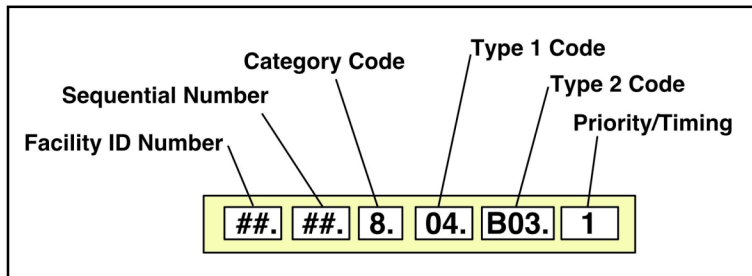 Type 1 Code
Category Code
Type 2 Code
Sequential Number
Priority/Timing
Facility ID Number
##. ##. 8. 04. B03. 1